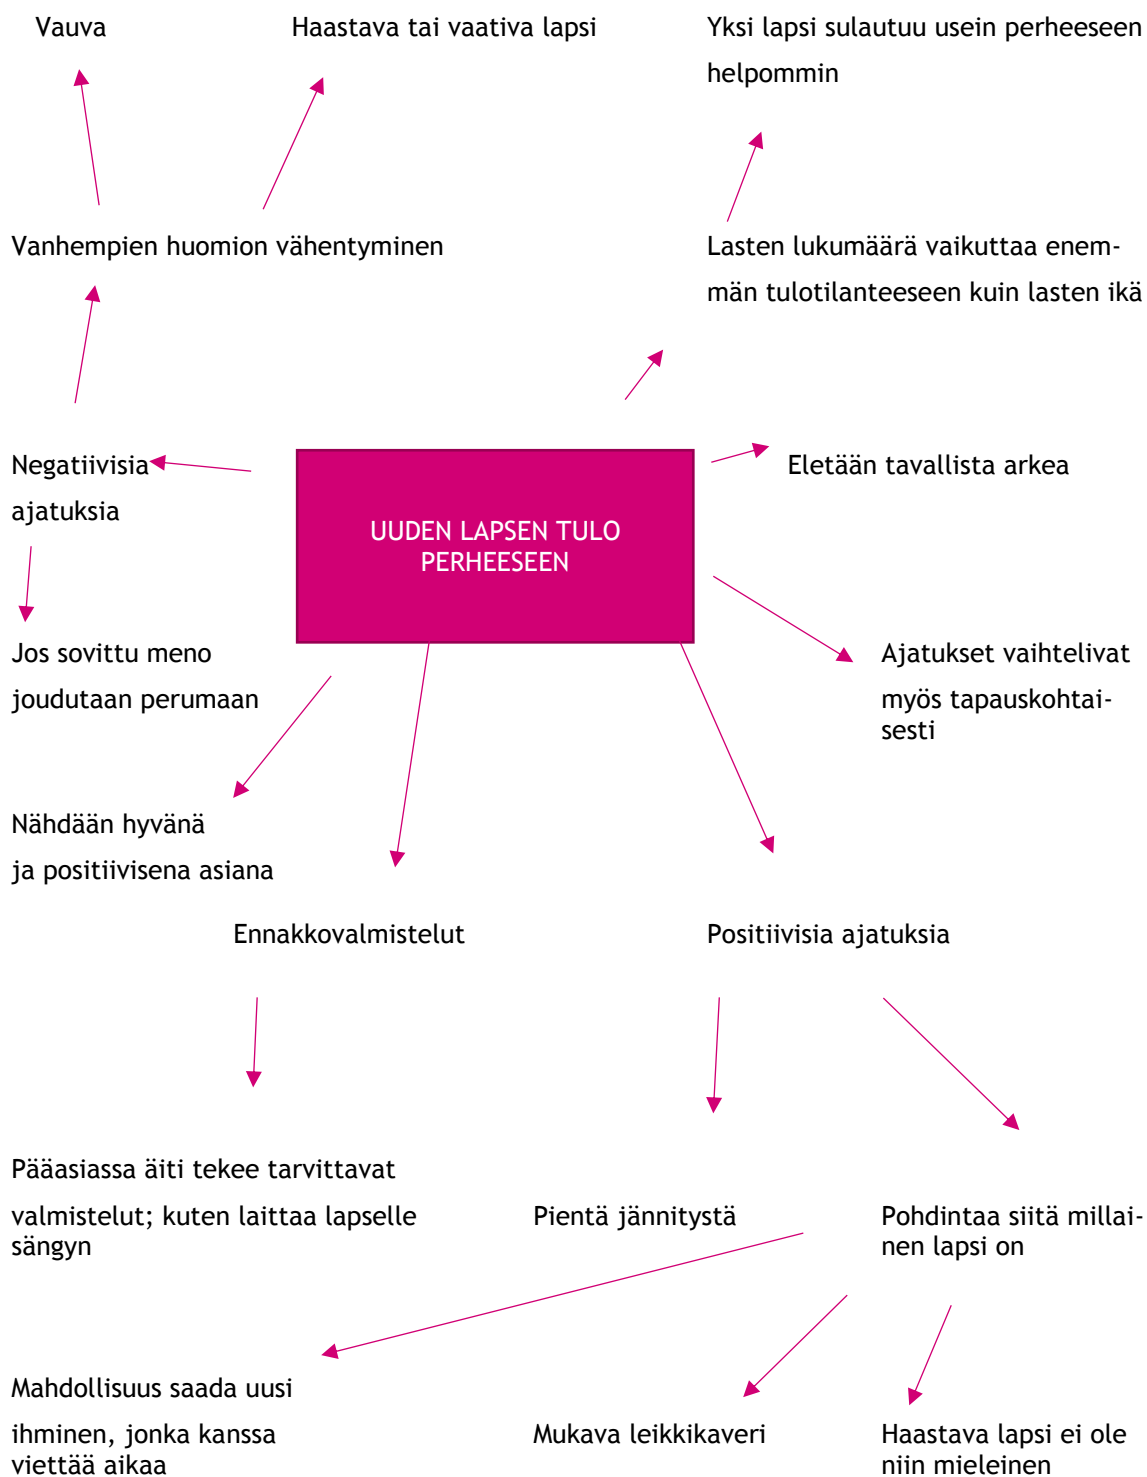 Vauva
Haastava tai vaativa lapsi
Yksi lapsi sulautuu usein perheeseen
helpommin
Vanhempien huomion vähentyminen
Lasten lukumäärä vaikuttaa enem-
män tulotilanteeseen kuin lasten ikä
Negatiivisia
ajatuksia
UUDEN LAPSEN TULO
PERHEESEEN
Eletään tavallista arkea
Jos sovittu meno
joudutaan perumaan
Ajatukset vaihtelivat
myös tapauskohtai-
sesti
Nähdään hyvänä
ja positiivisena asiana
Ennakkovalmistelut
Positiivisia ajatuksia
Pääasiassa äiti tekee tarvittavat
valmistelut; kuten laittaa lapselle
sängyn
Pientä jännitystä
Pohdintaa siitä millai-
nen lapsi on
Mahdollisuus saada uusi
ihminen, jonka kanssa
viettää aikaa
Mukava leikkikaveri
Haastava lapsi ei ole
niin mieleinen